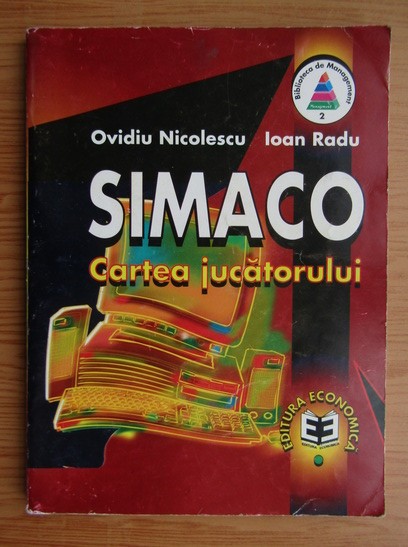 Biblioteca de Management
2
Ovidiu Nicolescu Ioan Radu
SIMACO
Cartea jucătorului
EDITURA ECONOMICĂ